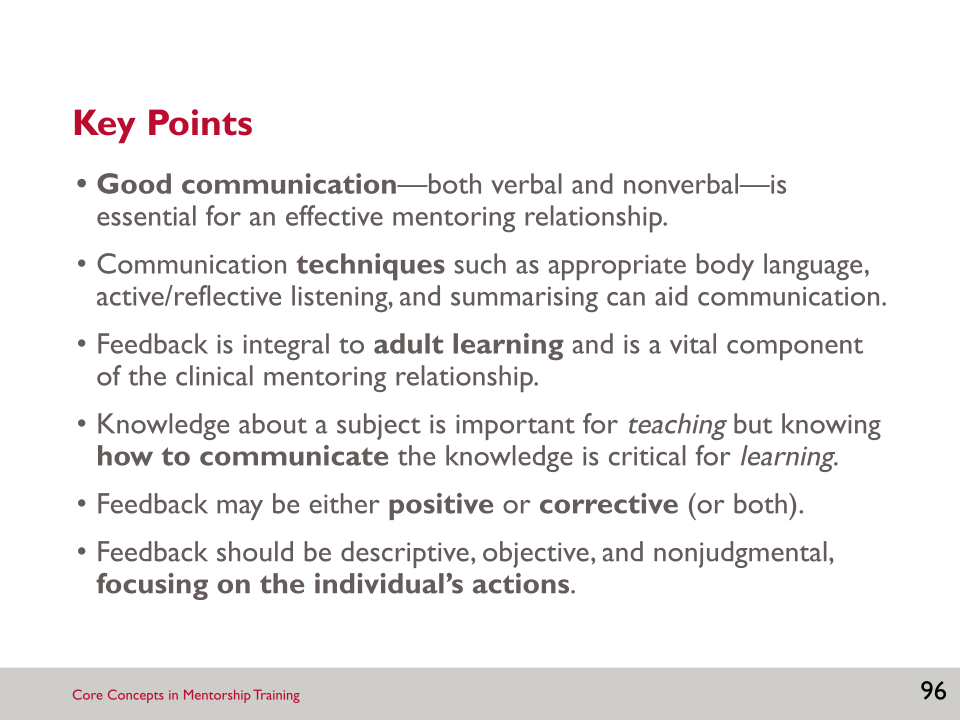 Key Points
• Good communication—both verbal and nonverbal—is
essential for an effective mentoring relationship.
• Communication techniques such as appropriate body language,
active/reflective listening, and summarising can aid communication.
• Feedback is integral to adult learning and is a vital component
of the clinical mentoring relationship.
• Knowledge about a subject is important for teaching but knowing
how to communicate the knowledge is critical for learning.
• Feedback may be either positive or corrective (or both).
• Feedback should be descriptive, objective, and nonjudgmental,
focusing on the individual’s actions.
Core Concepts in Mentorship Training
96